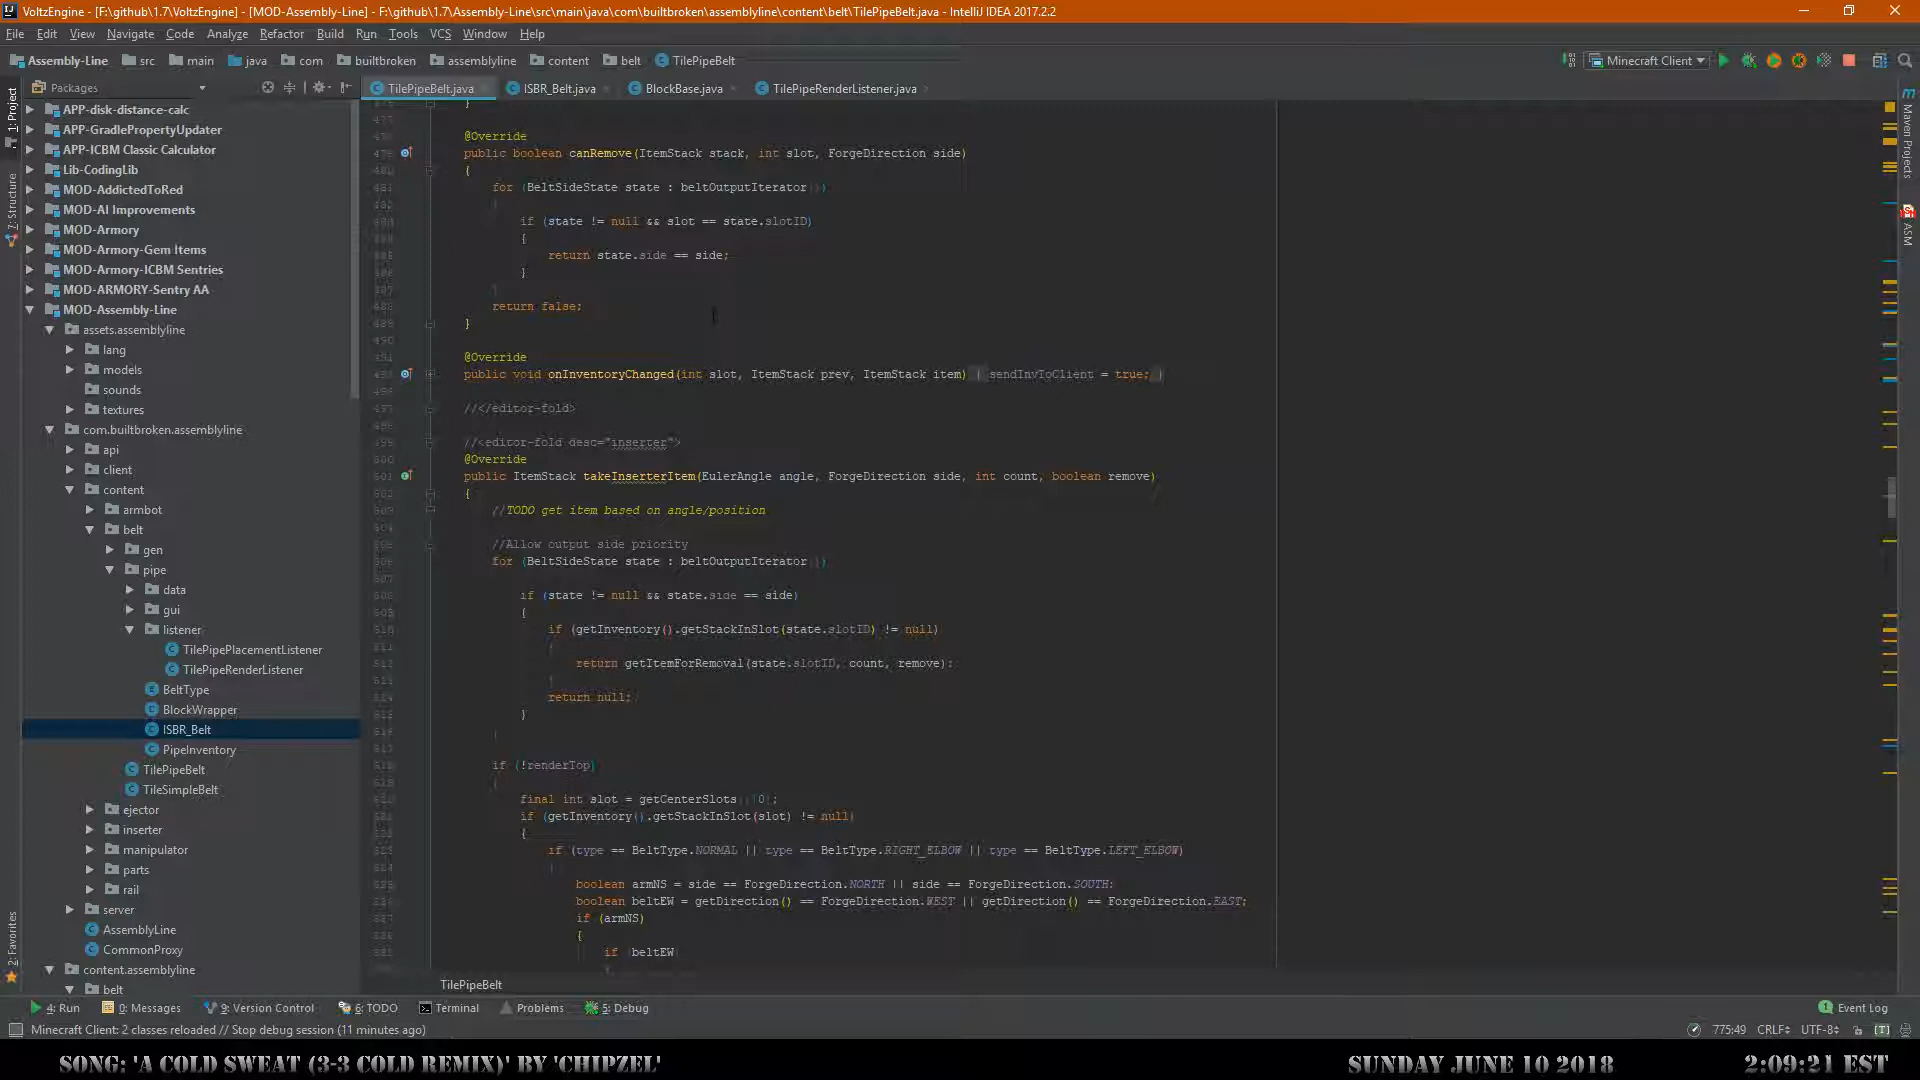 VoltzEngine - [F:\github\1.7\VoltzEngine] - [MOD-Assembly-Line] - F:\github\1.7\Assembly-Line\src\main\java\com\builtbroken\assemblyline\content\belt\TilePipeBelt.java - IntelliJ IDEA 2017.2.2
File Edit View Navigate Code Analyze Refactor Build Run Tools VCS Window Help
Assembly-Line src main java com builtbroken assemblyline content belt TilePipeBelt Minecraft Client
Packages
TilePipeBelt.java ISBR_Belt.java BlockBase.java TilePipeRenderListener.java
1: Project
7: Structure
2: Favorites
Maven Projects
ASM
APP-disk-distance-calc
APP-GradlePropertyUpdater
APP-ICBM Classic Calculator
Lib-CodingLib
MOD-AddictedToRed
MOD-AI Improvements
MOD-Armory
MOD-Armory-Gem Items
MOD-Armory-ICBM Sentries
MOD-ARMORY-Sentry AA
MOD-Assembly-Line
assets.assemblyline
lang
models
sounds
textures
com.builtbroken.assemblyline
api
client
content
armbot
belt
gen
pipe
data
gui
listener
TilePipePlacementListener
TilePipeRenderListener
BeltType
BlockWrapper
ISBR_Belt
PipeInventory
TilePipeBelt
TileSimpleBelt
ejector
inserter
manipulator
parts
rail
server
AssemblyLine
CommonProxy
content.assemblyline
belt
@Override
public boolean canRemove(ItemStack stack, int slot, ForgeDirection side)
{
for (BeltSideState state : beltOutputIterator())
if (state != null && slot == state.slotID)
{
return state.side == side;
}
return false;
}
@Override
public void onInventoryChanged(int slot, ItemStack prev, ItemStack item) { sendInvToClient = true; }
//</editor-fold>
//<editor-fold desc="inserter">
@Override
public ItemStack takeInserterItem(EulerAngle angle, ForgeDirection side, int count, boolean remove)
{
//TODO get item based on angle/position
//Allow output side priority
for (BeltSideState state : beltOutputIterator())
if (state != null && state.side == side)
{
if (getInventory().getStackInSlot(state.slotID) != null)
return getItemForRemoval(state.slotID, count, remove);
return null;
}
if (!renderTop)
final int slot = getCenterSlots()[0];
if (getInventory().getStackInSlot(slot) != null)
{
if (type == BeltType.NORMAL || type == BeltType.RIGHT_ELBOW || type == BeltType.LEFT_ELBOW)
boolean armNS = side == ForgeDirection.NORTH || side == ForgeDirection.SOUTH;
boolean beltEW = getDirection() == ForgeDirection.WEST || getDirection() == ForgeDirection.EAST;
if (armNS)
{
if (beltEW)
TilePipeBelt
4: Run 0: Messages 9: Version Control 6: TODO Terminal Problems 5: Debug 1 Event Log
Minecraft Client: 2 classes reloaded // Stop debug session (11 minutes ago) 775:49 CRLF UTF-8 [T]
SONG: 'A COLD SWEAT (3-3 COLD REMIX)' BY 'CHIPZEL' SUNDAY JUNE 10 2018 2:09:21 EST